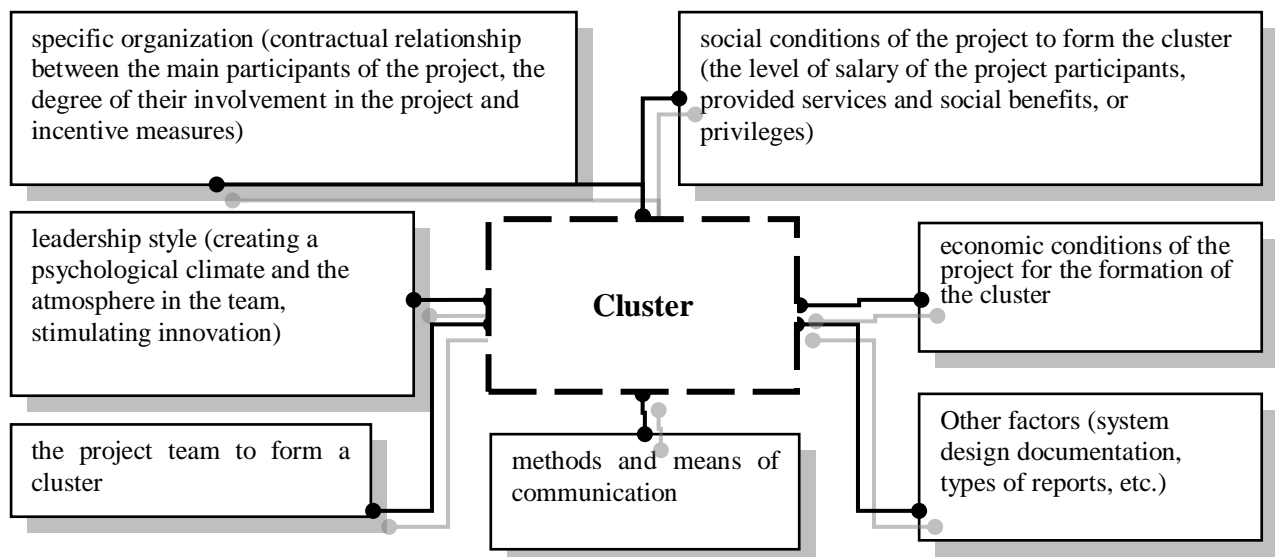 specific organization (contractual relationship
between the main participants of the project, the
degree of their involvement in the project and
incentive measures)
social conditions of the project to form the cluster
(the level of salary of the project participants,
provided services and social benefits, or
privileges)
leadership style (creating a
psychological climate and the
atmosphere in the team,
stimulating innovation)
Cluster
economic conditions of the
project for the formation of
the cluster
the project team to form a
cluster
methods and means of
communication
Other factors (system
design documentation,
types of reports, etc.)